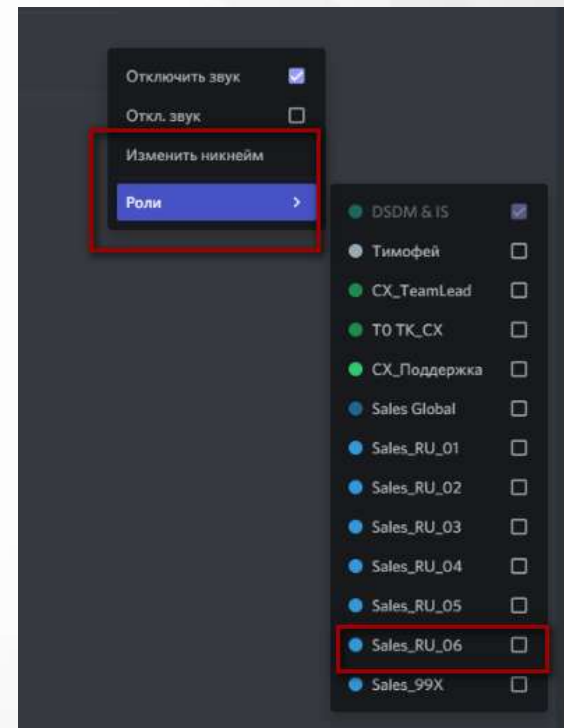 Отключить звук
Откл. звук
Изменить никнейм
Роли
DSDM & IS
Тимофей
CX_TeamLead
TO TK_CX
СХ_Поддержка
Sales Global
Sales_RU_01
Sales_RU_02
Sales_RU_03
Sales_RU_04
Sales_RU_05
Sales_RU_06
Sales_99X